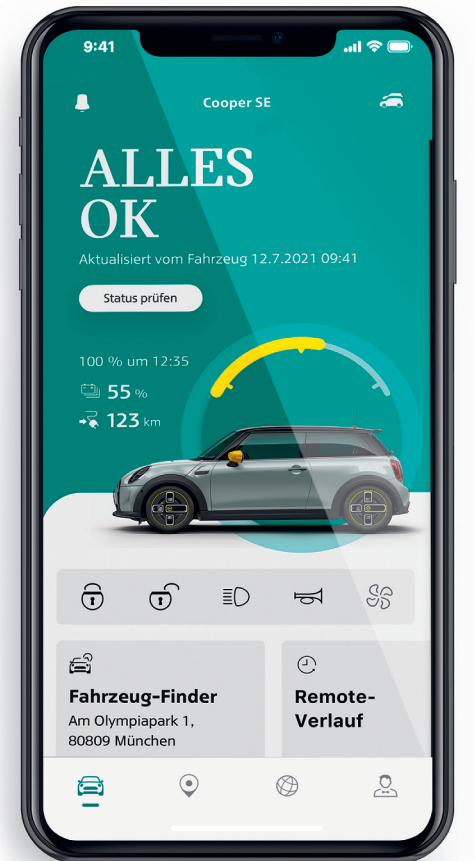 9:41
Cooper SE
ALLES
OK
Aktualisiert vom Fahrzeug 12.7.2021 09:41
Status prüfen
100 % um 12:35
55 %
123 km
Fahrzeug-Finder
Am Olympiapark 1,
80809 München
Remote-
Verlauf